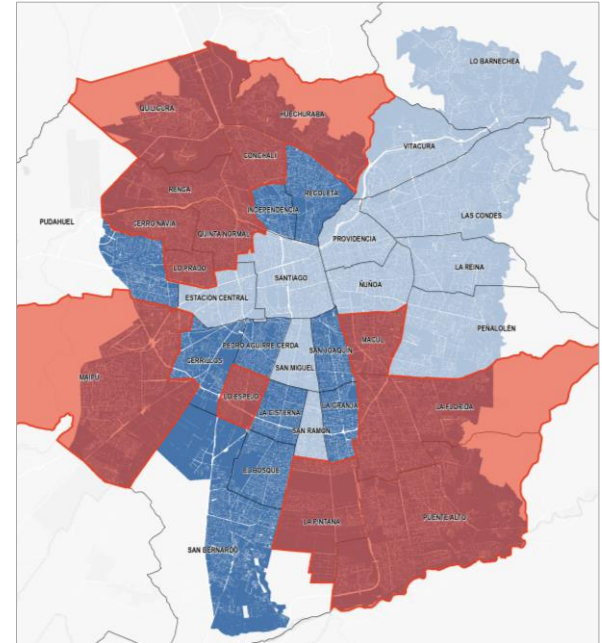 LO BARNECHEA
QUILICURA
HUECHURABA
VITACURA
CONCHALÍ
RENCA
RECOLETA
INDEPENDENCIA
LAS CONDES
PUDAHUEL
CERRO NAVIA
QUINTA NORMAL
PROVIDENCIA
LO PRADO
LA REINA
SANTIAGO
ÑUÑOA
ESTACION CENTRAL
PEÑALOLÉN
PEDRO AGUIRRE CERDA
SAN JOAQUIN
MACUL
CERRILLOS
SAN MIGUEL
MAIPÚ
LO ESPEJO
LA GRANJA
LA FLORIDA
LA CISTERNA
SAN RAMÓN
EL BOSQUE
LA PINTANA
PUENTE ALTO
SAN BERNARDO